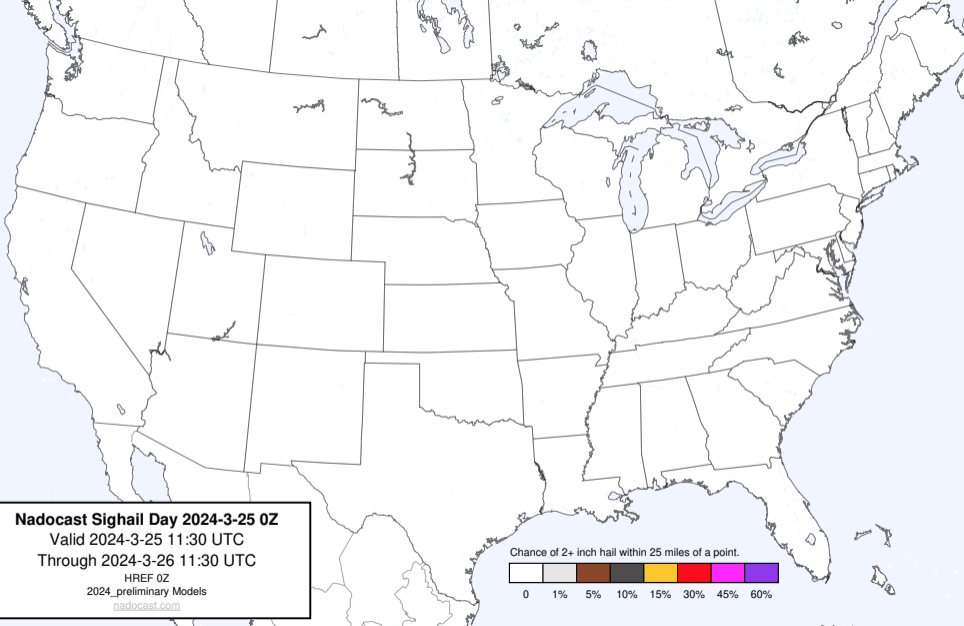 Nadocast Sighail Day 2024-3-25 0Z
Valid 2024-3-25 11:30 UTC
Through 2024-3-26 11:30 UTC
HREF 0Z
2024_preliminary Models
nadocast.com
Chance of 2+ inch hail within 25 miles of a point.
0 1% 5% 10% 15% 30% 45% 60%